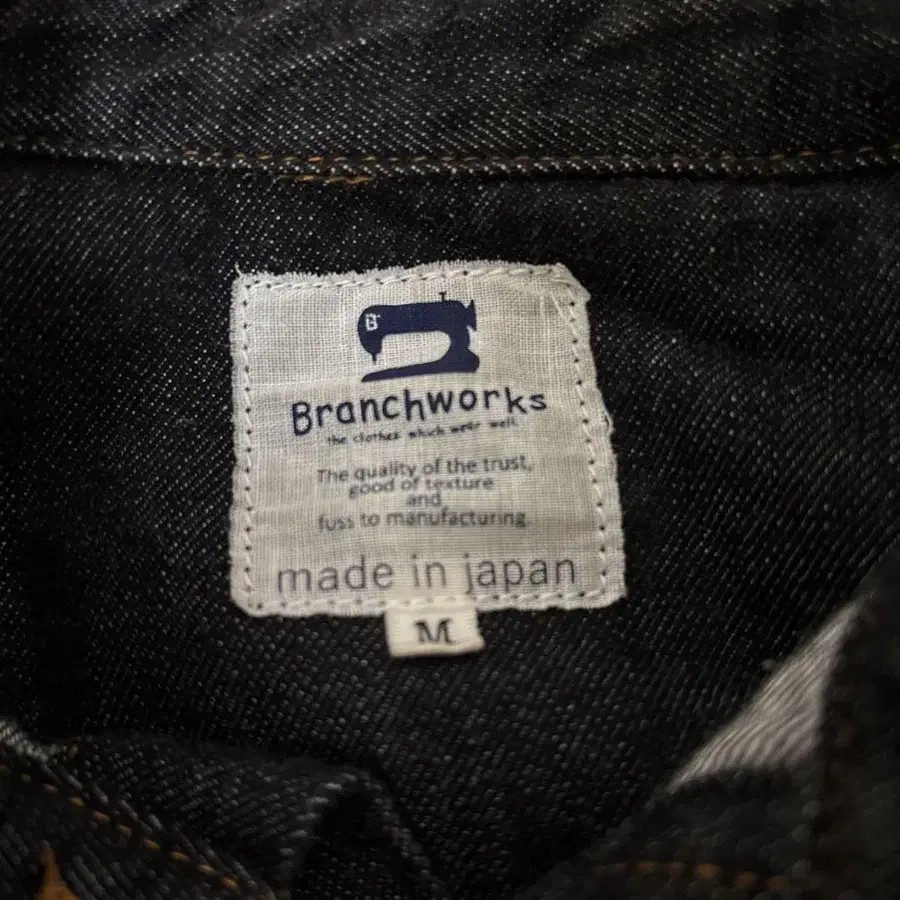 B
Branchworks
the clothes which wear well.
The quality of the trust,
good of texture
and
fuss to manufacturing.
made in japan
M